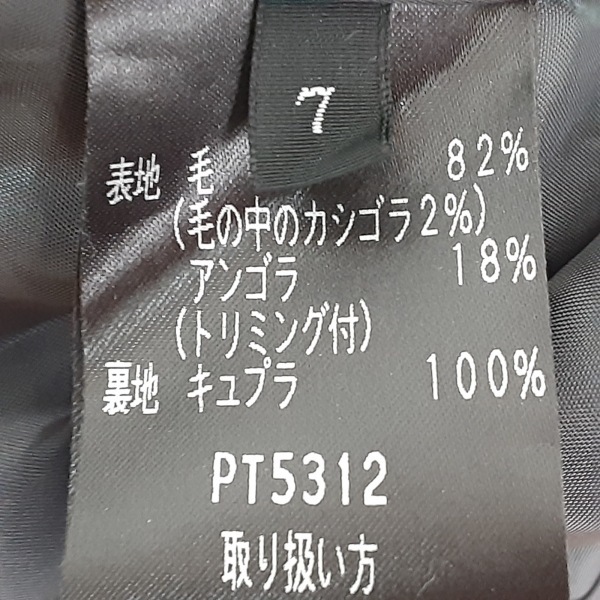 7
表地 毛 82%
(毛の中のカシゴラ2%)
アンゴラ 18%
(トリミング付)
裏地 キュプラ 100%
PT5312
取り扱い方